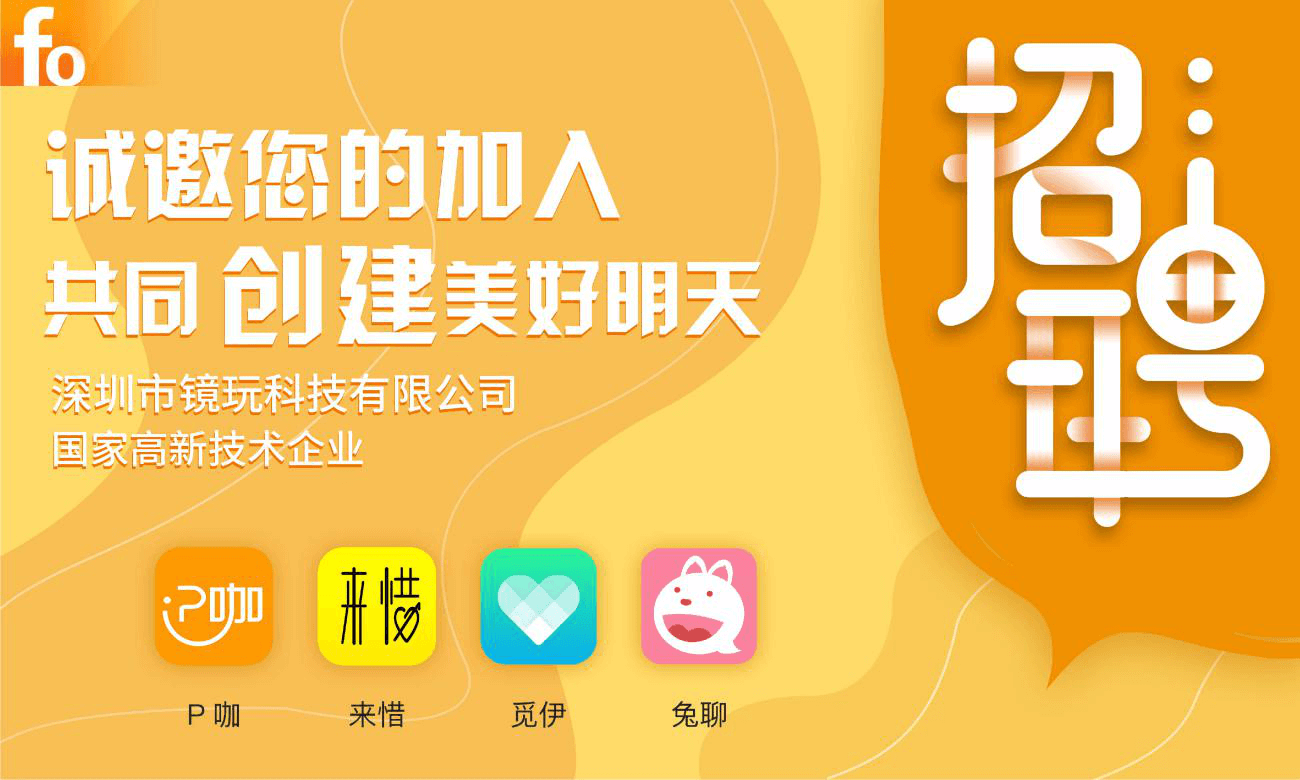 fo
诚邀您的加入
共同创建美好明天
深圳市镜玩科技有限公司
国家高新技术企业
招聘
P咖
来惜
P 咖
来惜
觅伊
兔聊